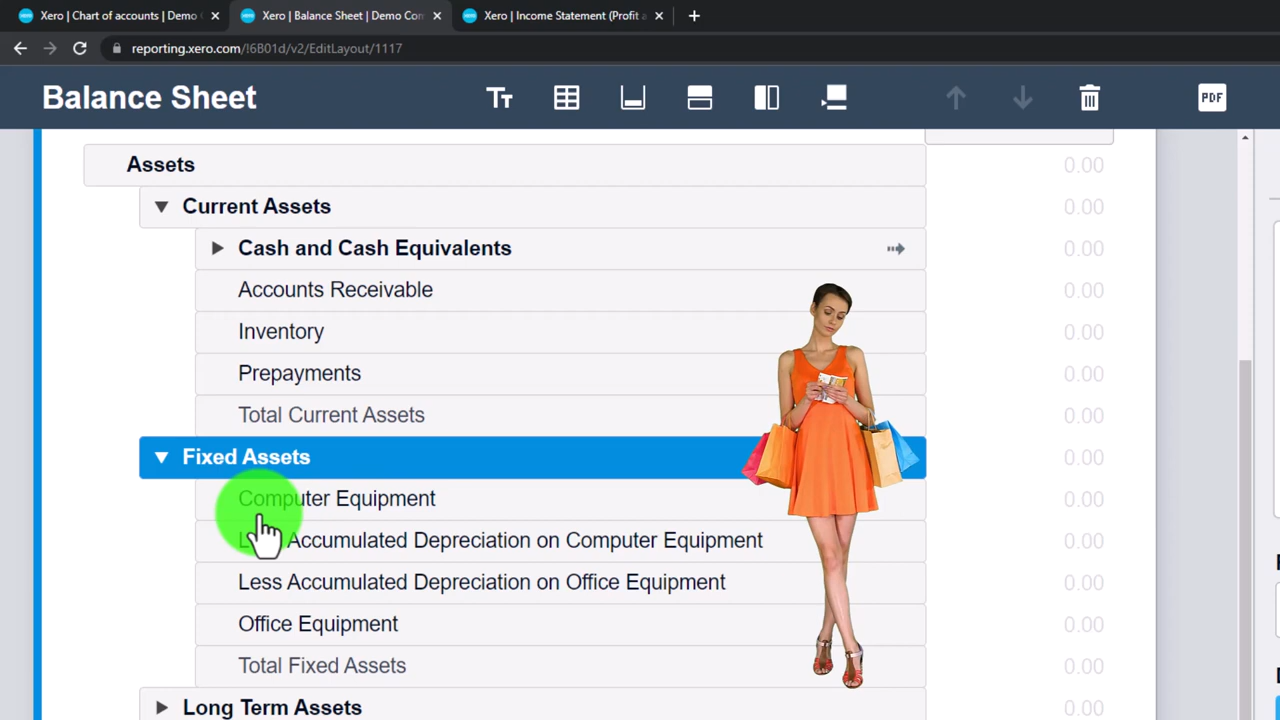 Xero | Chart of accounts | Demo
Xero | Balance Sheet | Demo Com
Xero | Income Statement (Profit a
reporting.xero.com/!6B01d/v2/EditLayout/1117
Balance Sheet
PDF
Assets 0.00
Current Assets 0.00
Cash and Cash Equivalents 0.00
Accounts Receivable 0.00
Inventory 0.00
Prepayments 0.00
Total Current Assets 0.00
Fixed Assets 0.00
Computer Equipment 0.00
Less Accumulated Depreciation on Computer Equipment 0.00
Less Accumulated Depreciation on Office Equipment 0.00
Office Equipment 0.00
Total Fixed Assets 0.00
Long Term Assets 0.00